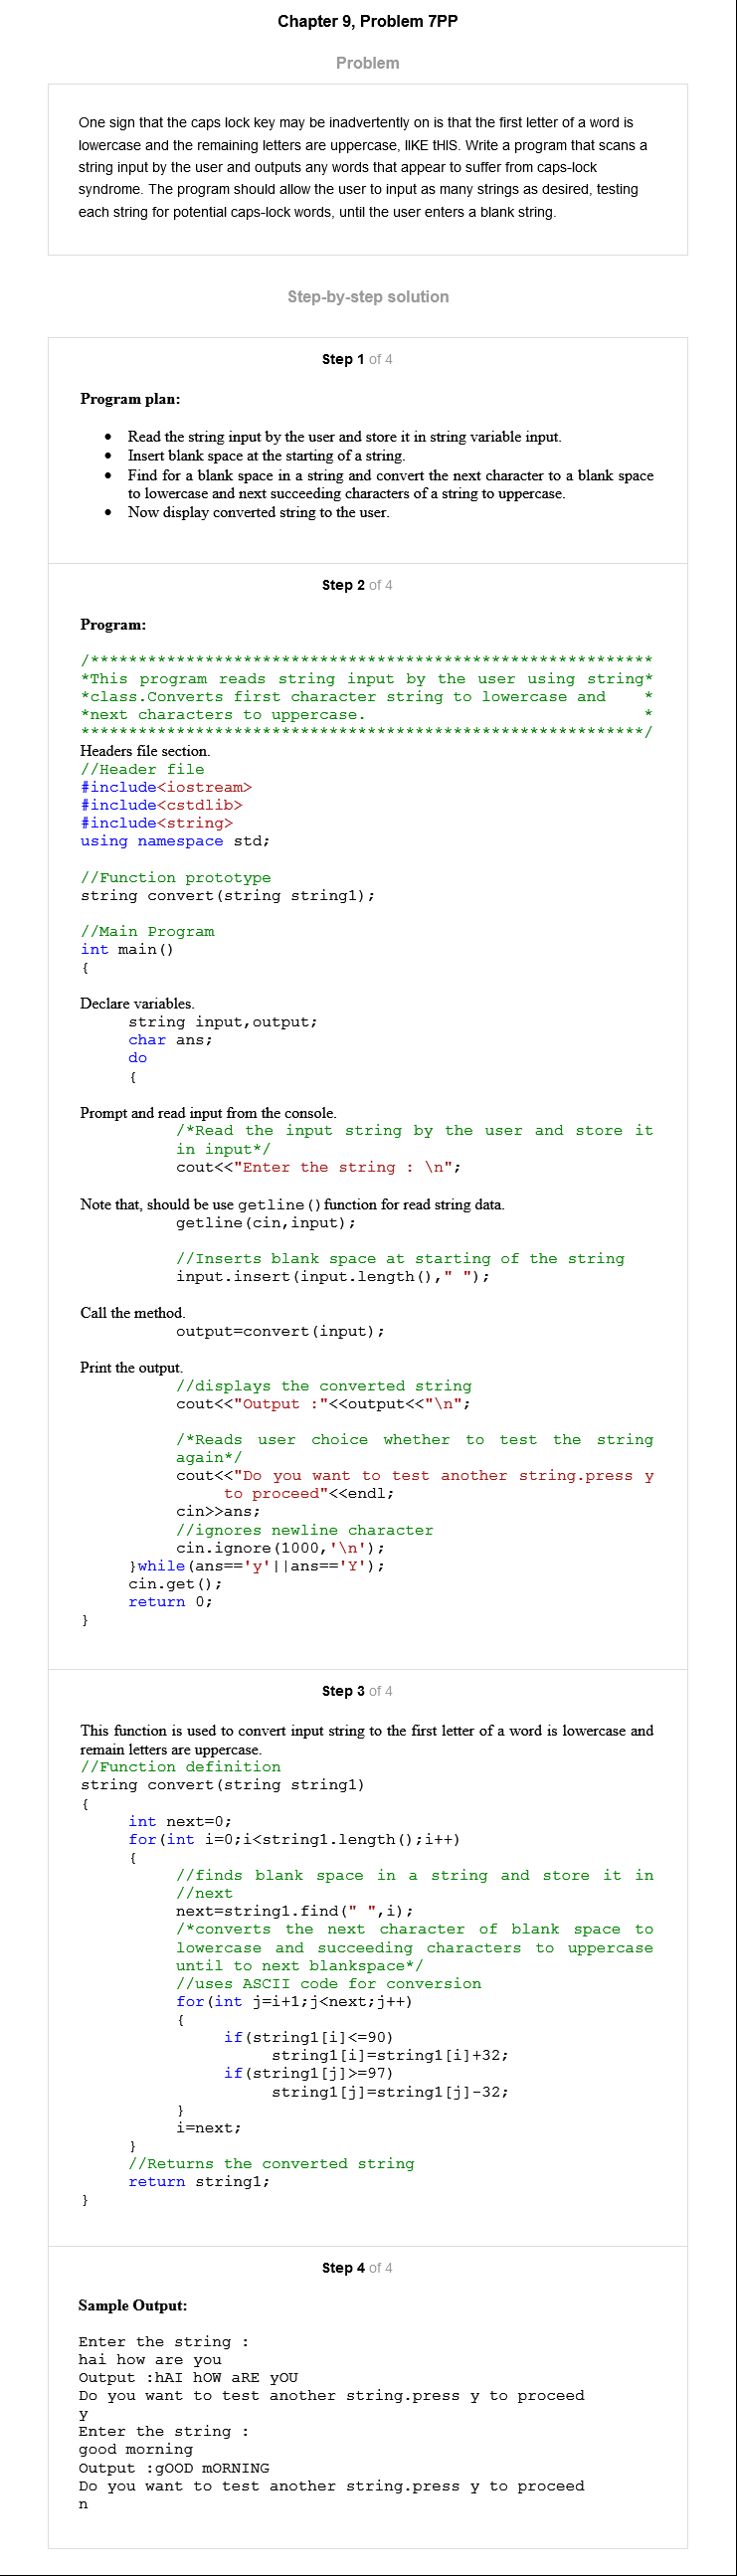 Chapter 9, Problem 7PP
Problem
One sign that the caps lock key may be inadvertently on is that the first letter of a word is
lowercase and the remaining letters are uppercase, lIKE tHIS. Write a program that scans a
string input by the user and outputs any words that appear to suffer from caps-lock
syndrome. The program should allow the user to input as many strings as desired, testing
each string for potential caps-lock words, until the user enters a blank string.
Step-by-step solution
Step 1 of 4
Program plan:
• Read the string input by the user and store it in string variable input.
• Insert blank space at the starting of a string.
• Find for a blank space in a string and convert the next character to a blank space
to lowercase and next succeeding characters of a string to uppercase.
• Now display converted string to the user.
Step 2 of 4
Program:
/***********************************************************
*This program reads string input by the user using string*
*class.Converts first character string to lowercase and *
*next characters to uppercase. *
***********************************************************/
Headers file section.
//Header file
#include<iostream>
#include<cstdlib>
#include<string>
using namespace std;
//Function prototype
string convert(string string1);
//Main Program
int main()
{
Declare variables.
string input,output;
char ans;
do
{
Prompt and read input from the console.
/*Read the input string by the user and store it
in input*/
cout<<"Enter the string : \n";
Note that, should be use getline() function for read string data.
getline(cin,input);
//Inserts blank space at starting of the string
input.insert(input.length()," ");
Call the method.
output=convert(input);
Print the output.
//displays the converted string
cout<<"Output :"<<output<<"\n";
/*Reads user choice whether to test the string
again*/
cout<<"Do you want to test another string.press y
to proceed"<<endl;
cin>>ans;
//ignores newline character
cin.ignore(1000,'\n');
}while(ans=='y'||ans=='Y');
cin.get();
return 0;
}
Step 3 of 4
This function is used to convert input string to the first letter of a word is lowercase and
remain letters are uppercase.
//Function definition
string convert(string string1)
{
int next=0;
for(int i=0;i<string1.length();i++)
{
//finds blank space in a string and store it in
//next
next=string1.find(" ",i);
/*converts the next character of blank space to
lowercase and succeeding characters to uppercase
until to next blankspace*/
//uses ASCII code for conversion
for(int j=i+1;j<next;j++)
{
if(string1[i]<=90)
string1[i]=string1[i]+32;
if(string1[j]>=97)
string1[j]=string1[j]-32;
}
i=next;
}
//Returns the converted string
return string1;
}
Step 4 of 4
Sample Output:
Enter the string :
hai how are you
Output :hAI hOW aRE yOU
Do you want to test another string.press y to proceed
y
Enter the string :
good morning
Output :gOOD mORNING
Do you want to test another string.press y to proceed
n